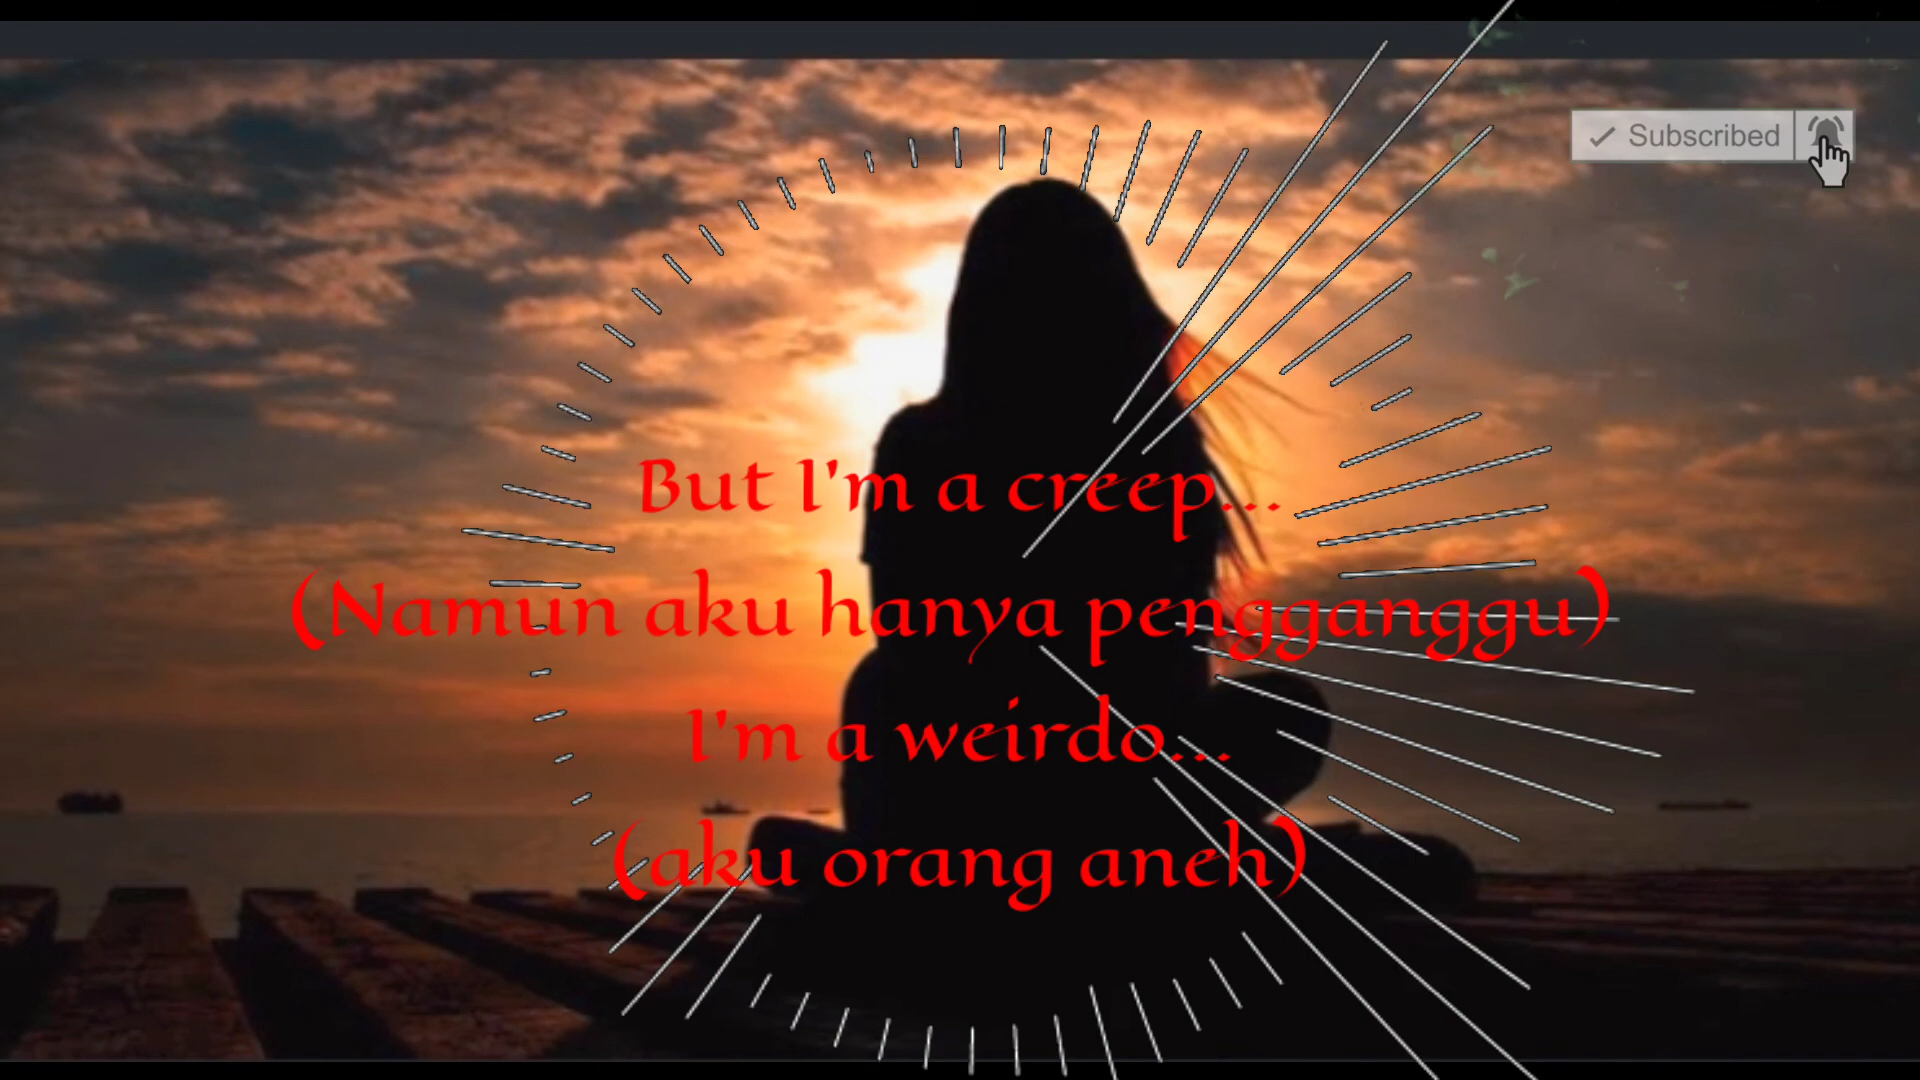 Subscribed
But I'm a creep...
(Namun aku hanya pengganggu)
I'm a weirdo...
(aku orang aneh)